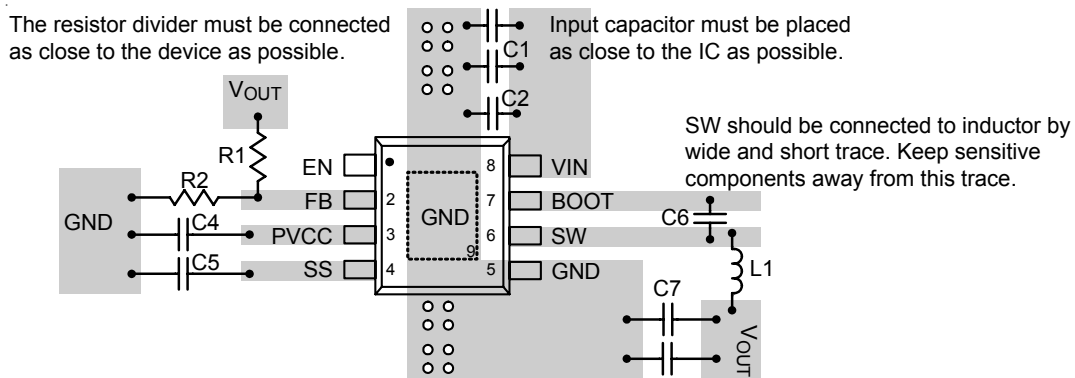 The resistor divider must be connected
as close to the device as possible.
Input capacitor must be placed
as close to the IC as possible.
C1
C2
VOUT
SW should be connected to inductor by
wide and short trace. Keep sensitive
components away from this trace.
R1
EN
8
VIN
R2
FB
2
7
BOOT
GND
GND
C6
C4
PVCC
3
6
SW
9
C5
SS
4
5
GND
L1
C7
VOUT